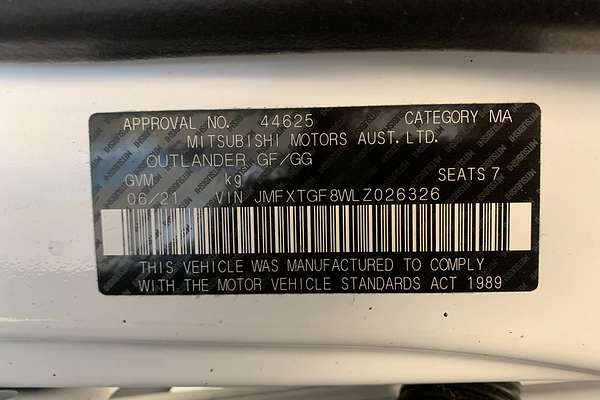 APPROVAL NO. 44625 CATEGORY MA
MITSUBISHI MOTORS AUST. LTD.
OUTLANDER GF/GG
GVM kg SEATS 7
06/21 VIN JMFXTGF8WLZ026326
THIS VEHICLE WAS MANUFACTURED TO COMPLY
WITH THE MOTOR VEHICLE STANDARDS ACT 1989